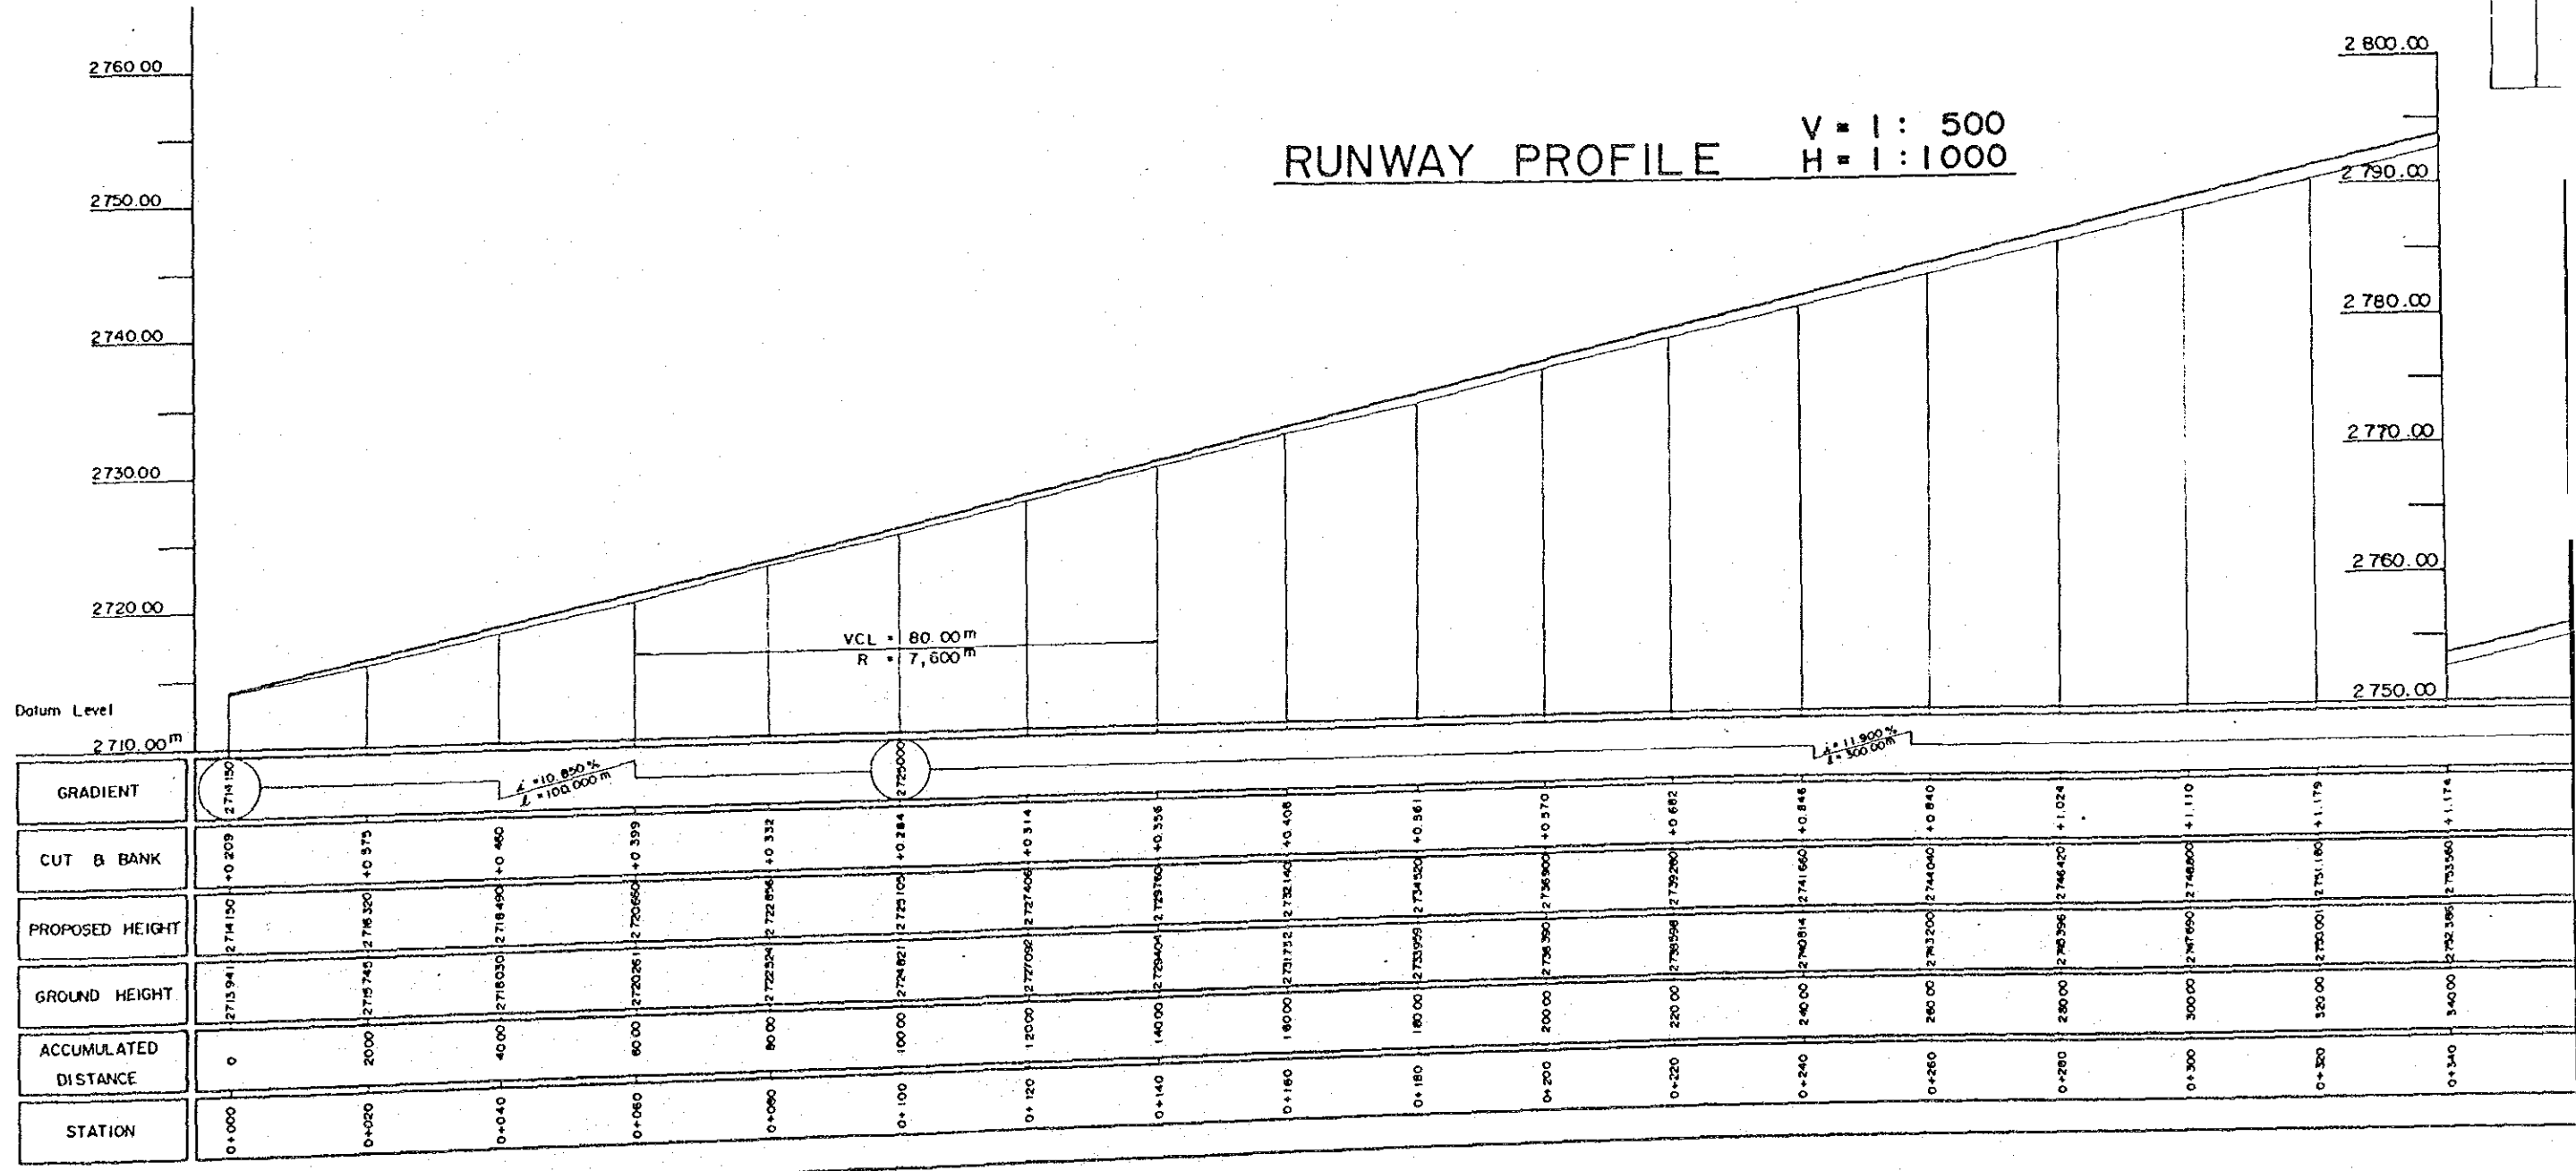 RUNWAY PROFILE
V = 1 : 500
H = 1 : 1000
2760.00
2750.00
2740.00
2730.00
2720.00
Datum Level
2710.00m
2800.00
2790.00
2780.00
2770.00
2760.00
2750.00
VCL = 80.00m
R = 7,600m
GRADIENT
2714.150
i = 10.850%
l = 100.000m
2725.000
i = 11.900%
l = 500.00m
CUT & BANK
+0.209 +0.575 +0.460 +0.399 +0.332 +0.284 +0.314 +0.356 +0.408 +0.561 +0.570 +0.682 +0.846 +0.840 +1.024 +1.110 +1.179 +1.174
PROPOSED HEIGHT
2714.150 2716.320 2718.490 2720.660 2722.856 2725.105 2727.406 2729.760 2732.140 2734.520 2736.900 2739.280 2741.660 2744.040 2746.420 2748.800 2751.180 2753.560
GROUND HEIGHT
2713.941 2715.745 2718.030 2720.261 2722.524 2724.821 2727.092 2729.404 2731.732 2733.959 2736.390 2738.598 2740.814 2743.200 2745.396 2747.690 2750.001 2752.386
ACCUMULATED
DISTANCE
0 20.00 40.00 60.00 80.00 100.00 120.00 140.00 160.00 180.00 200.00 220.00 240.00 260.00 280.00 300.00 320.00 340.00
STATION
0+000 0+020 0+040 0+060 0+080 0+100 0+120 0+140 0+160 0+180 0+200 0+220 0+240 0+260 0+280 0+300 0+320 0+340